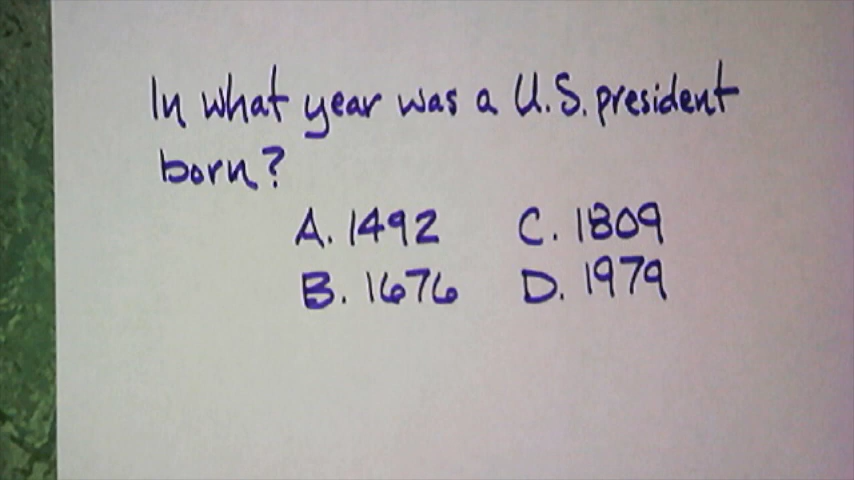 In what year was a U.S. president
born?
A. 1492 C. 1809
B. 1676 D. 1979